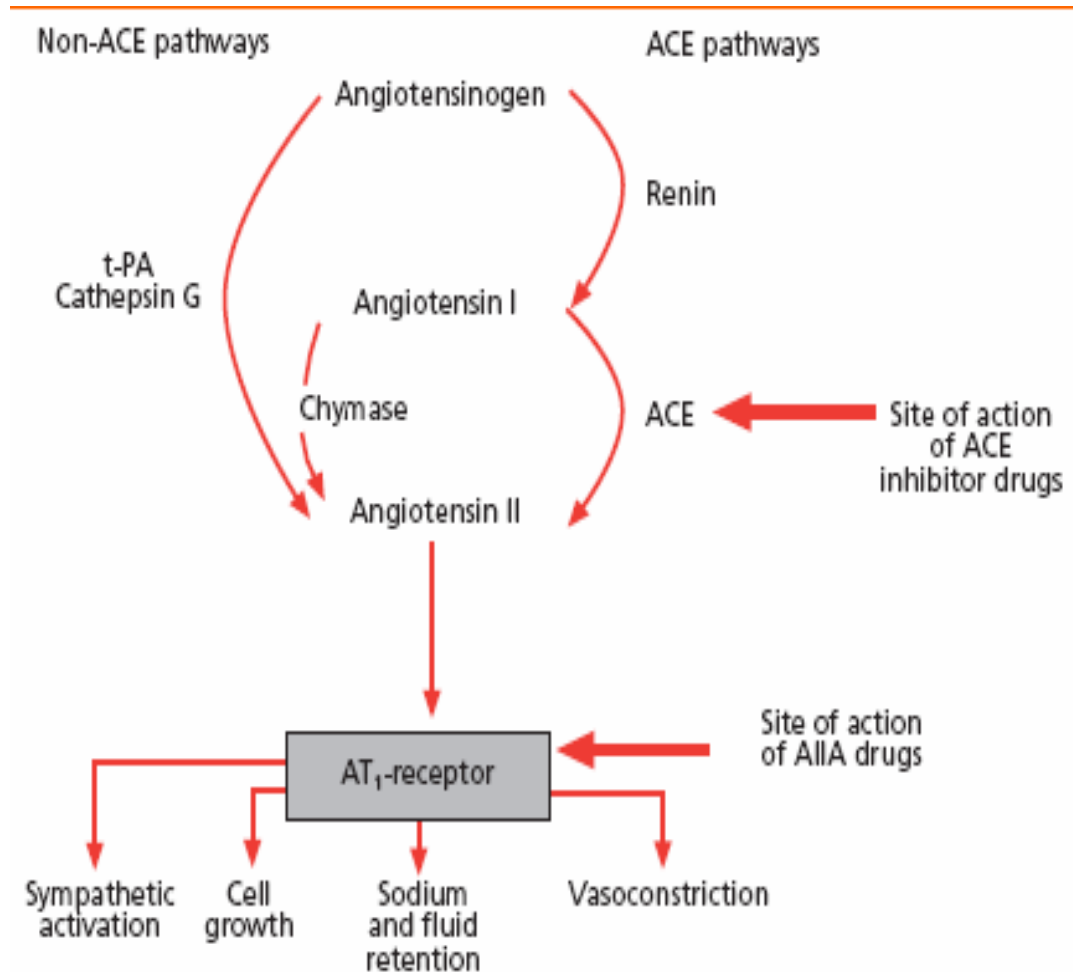 Non-ACE pathways
ACE pathways
Angiotensinogen
Renin
t-PA
Cathepsin G
Angiotensin I
Chymase
ACE
Site of action
of ACE
inhibitor drugs
Angiotensin II
Site of action
of AIIA drugs
AT₁-receptor
Sympathetic
activation
Cell
growth
Sodium
and fluid
retention
Vasoconstriction